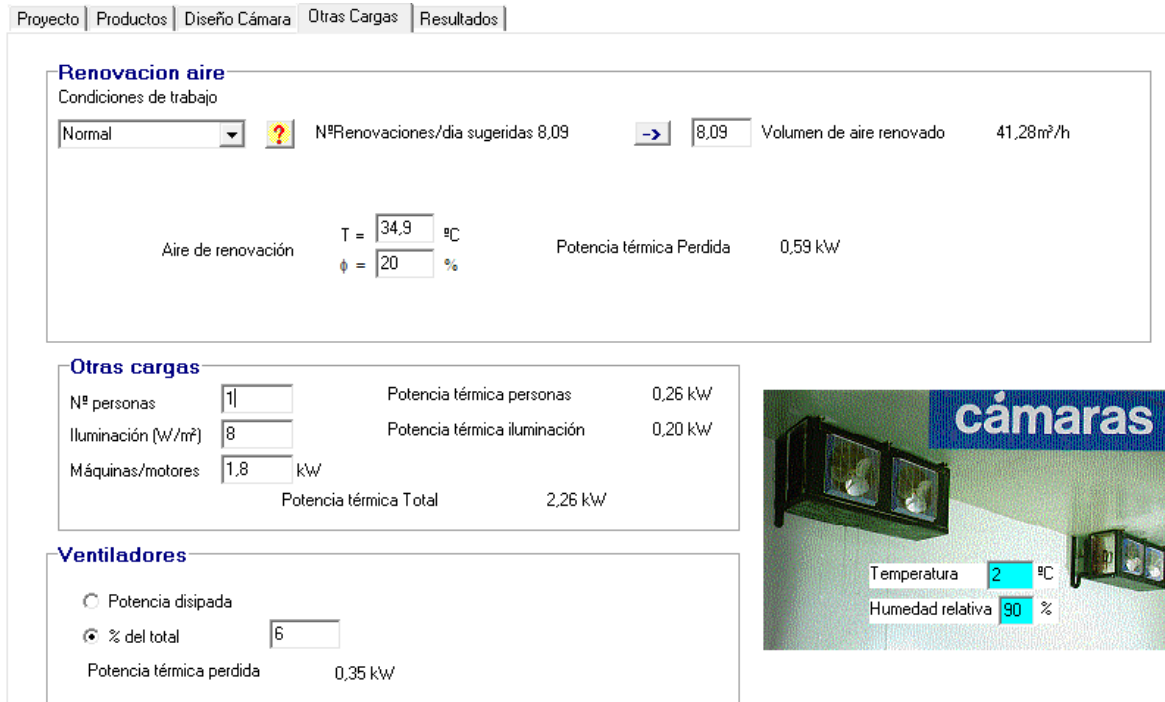 Proyecto Productos Diseño Cámara Otras Cargas Resultados
Renovacion aire
Condiciones de trabajo
Normal ? NºRenovaciones/dia sugeridas 8,09 -> 8,09 Volumen de aire renovado 41,28m³/h
T = 34,9 ºC
Aire de renovación Potencia térmica Perdida 0,59 kW
ϕ = 20 %
Otras cargas
Nº personas 1 Potencia térmica personas 0,26 kW
Iluminación (W/m²) 8 Potencia térmica iluminación 0,20 kW
Máquinas/motores 1,8 kW
Potencia térmica Total 2,26 kW
cámaras
Ventiladores
Potencia disipada
% del total 6
Potencia térmica perdida 0,35 kW
Temperatura 2 ºC
Humedad relativa 90 %